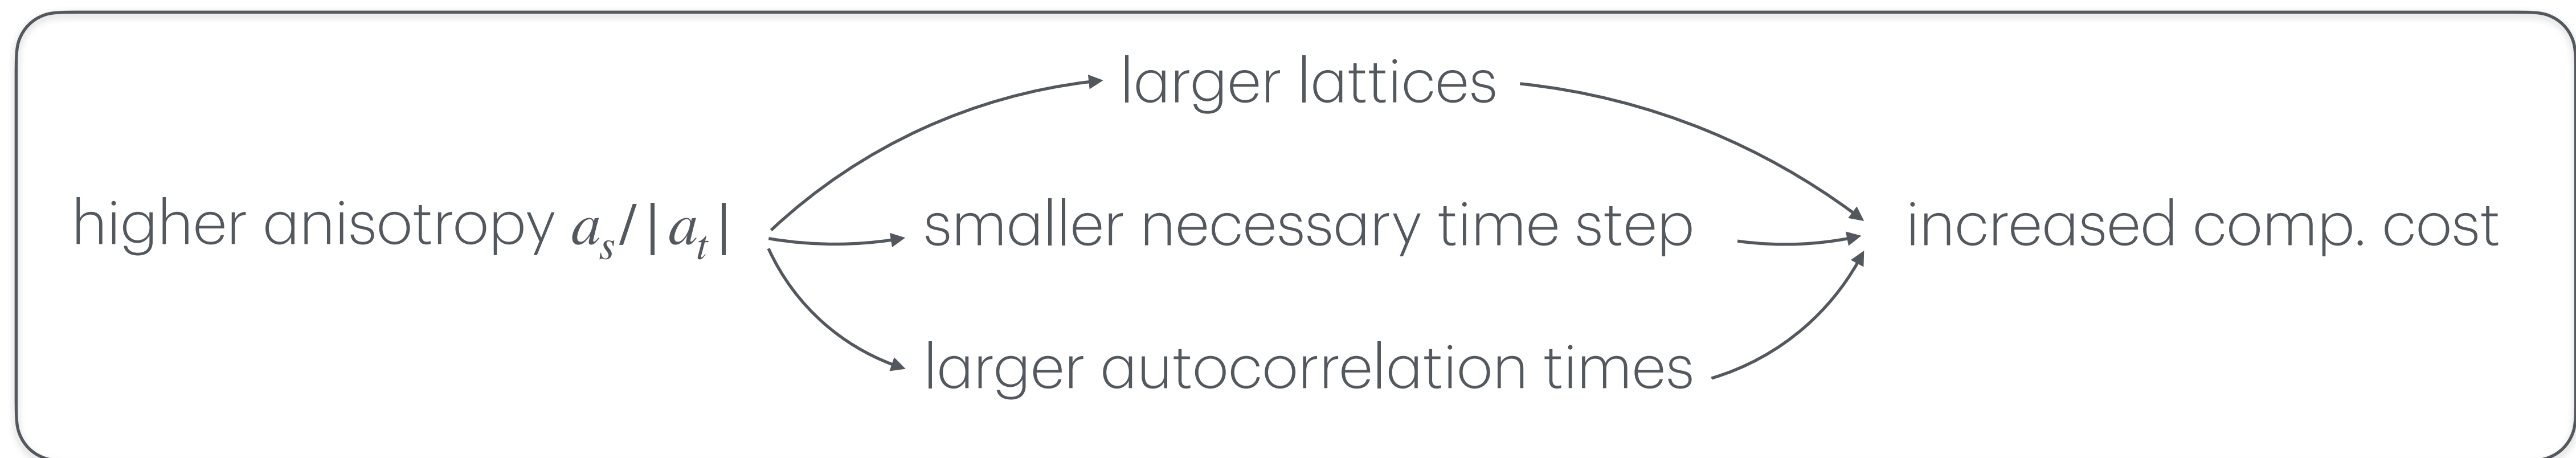 larger lattices
higher anisotropy a_s/|a_t|
smaller necessary time step
increased comp. cost
larger autocorrelation times